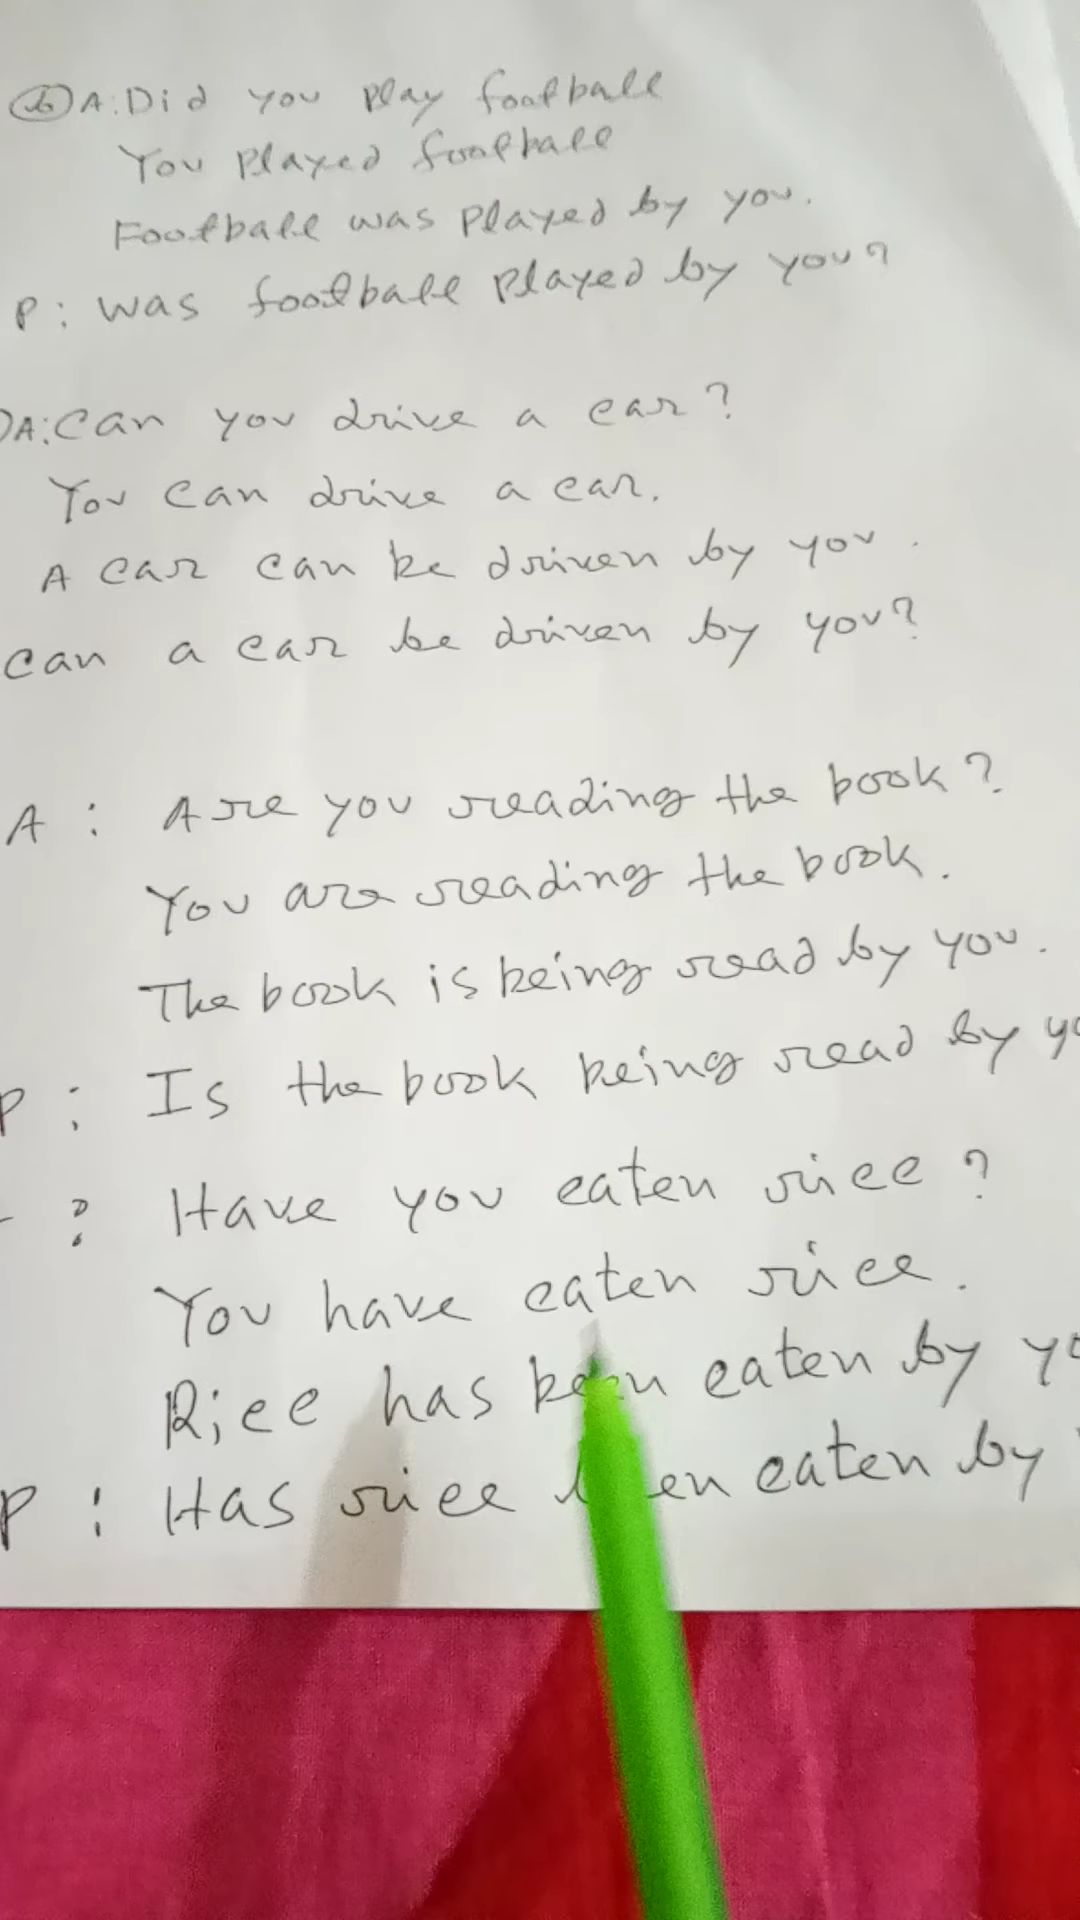 b A: Did you play football
You played football
Football was played by you.
P: Was football played by you?
A: Can you drive a car?
You can drive a car.
A car can be driven by you.
Can a car be driven by you?
A : Are you reading the book?
You are reading the book.
The book is being read by you.
P : Is the book being read by
: Have you eaten rice?
You have eaten rice.
Rice has been eaten by
P : Has rice eaten by